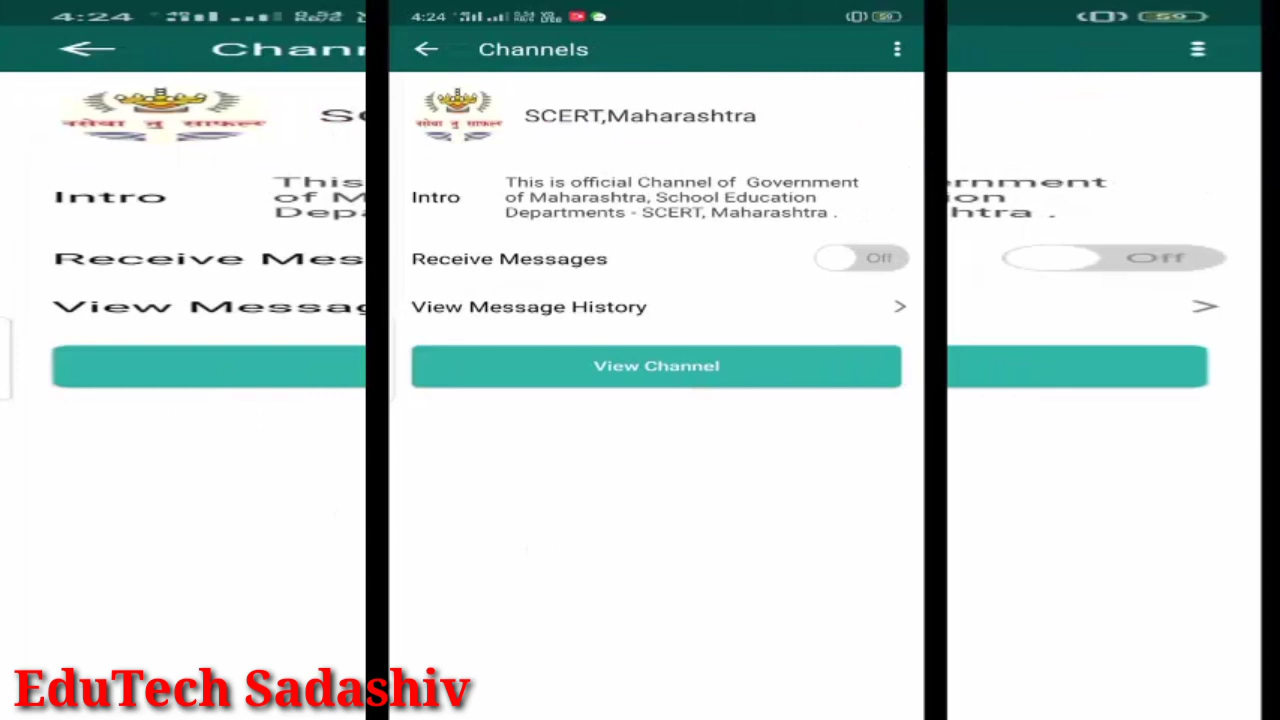 4:24
59
Channels
SCERT,Maharashtra
Intro
This is official Channel of Government
of Maharashtra, School Education
Departments - SCERT, Maharashtra .
Receive Messages
Off
View Message History
View Channel
EduTech Sadashiv